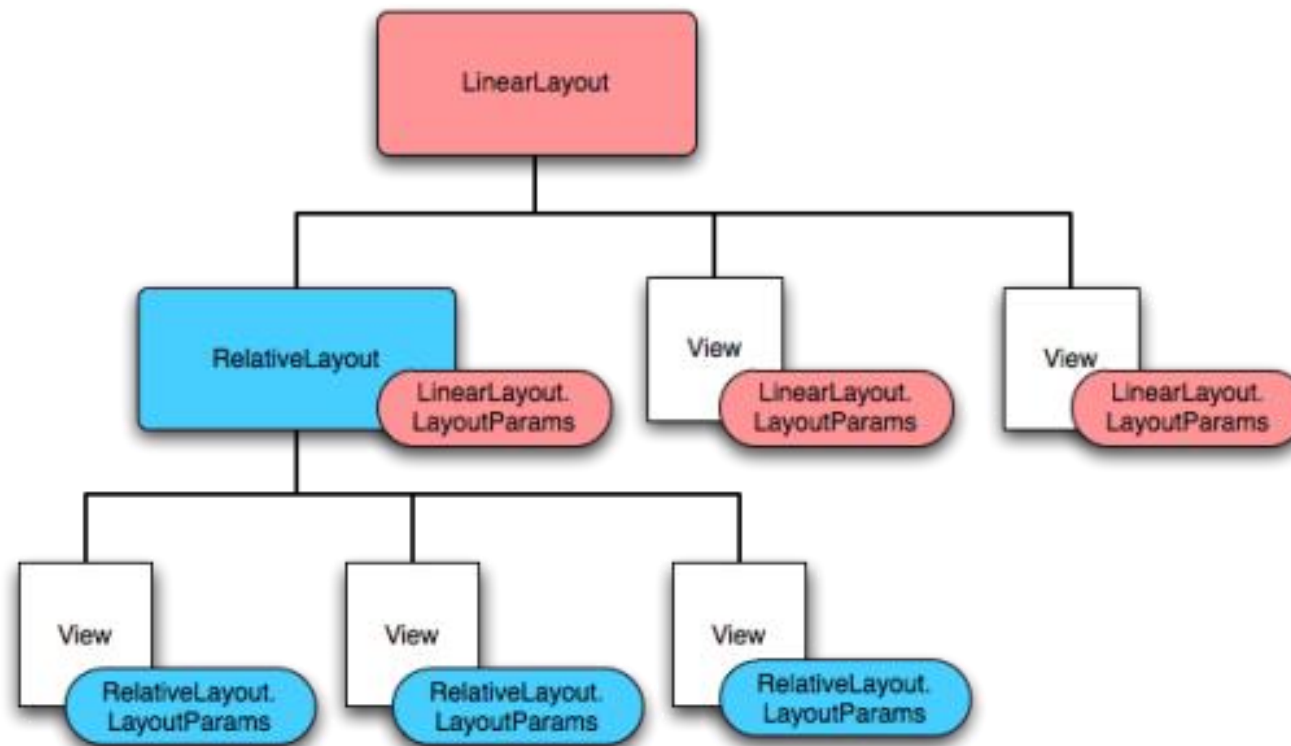 LinearLayout
RelativeLayout
LinearLayout.
LayoutParams
View
LinearLayout.
LayoutParams
View
LinearLayout.
LayoutParams
View
RelativeLayout.
LayoutParams
View
RelativeLayout.
LayoutParams
View
RelativeLayout.
LayoutParams